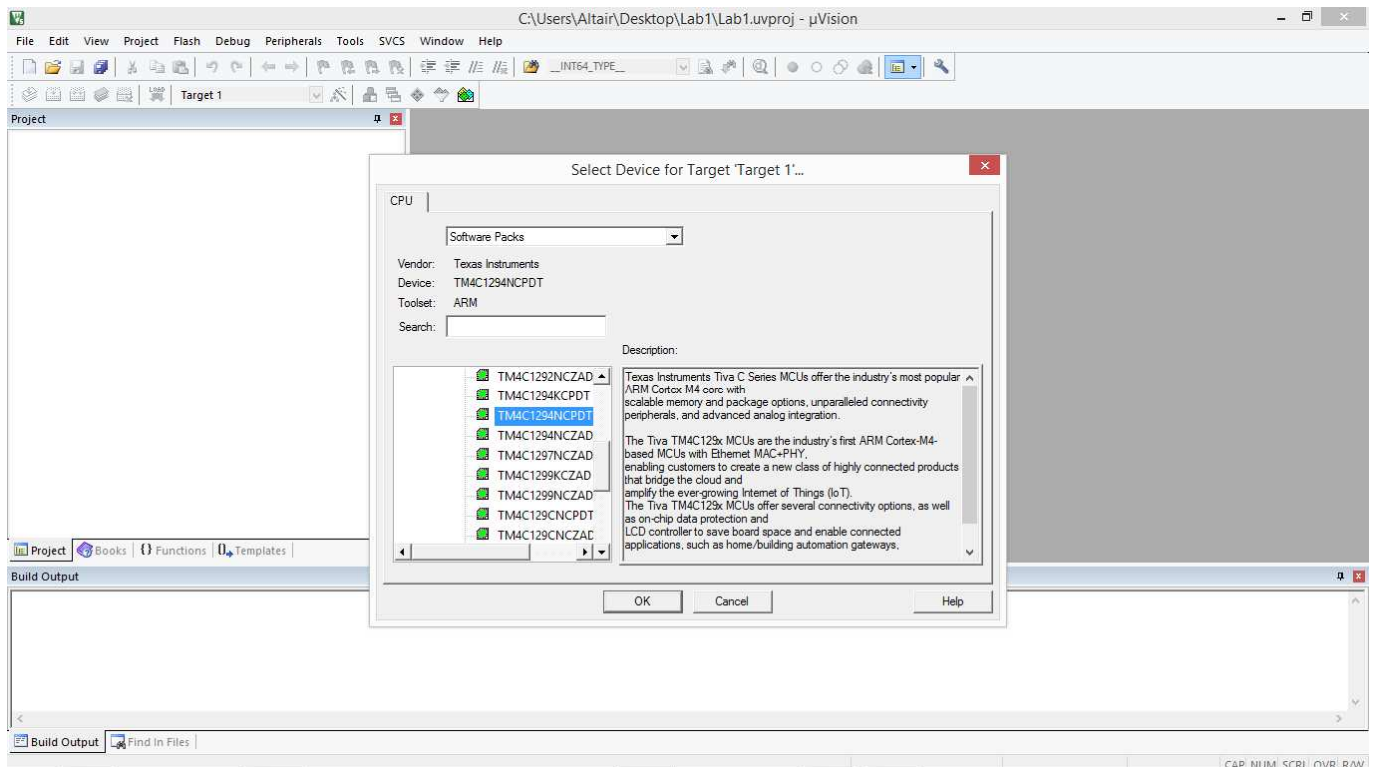 C:\Users\Altair\Desktop\Lab1\Lab1.uvproj - µVision
File Edit View Project Flash Debug Peripherals Tools SVCS Window Help
__INT64_TYPE__
LOAD Target 1
Project
Select Device for Target 'Target 1'...
CPU
Software Packs
Vendor: Texas Instruments
Device: TM4C1294NCPDT
Toolset: ARM
Search:
Description:
TM4C1292NCZAD
TM4C1294KCPDT
TM4C1294NCPDT
TM4C1294NCZAD
TM4C1297NCZAD
TM4C1299KCZAD
TM4C1299NCZAD
TM4C129CNCPDT
TM4C129CNCZAD
Texas Instruments Tiva C Series MCUs offer the industry's most popular
ARM Cortex M4 core with
scalable memory and package options, unparalleled connectivity
peripherals, and advanced analog integration.
The Tiva TM4C129x MCUs are the industry's first ARM Cortex-M4-
based MCUs with Ethernet MAC+PHY,
enabling customers to create a new class of highly connected products
that bridge the cloud and
amplify the ever-growing Internet of Things (IoT).
The Tiva TM4C129x MCUs offer several connectivity options, as well
as on-chip data protection and
LCD controller to save board space and enable connected
applications, such as home/building automation gateways,
OK Cancel Help
Project Books {} Functions 0 Templates
Build Output
Build Output Find In Files
CAP NUM SCRL OVR R/W